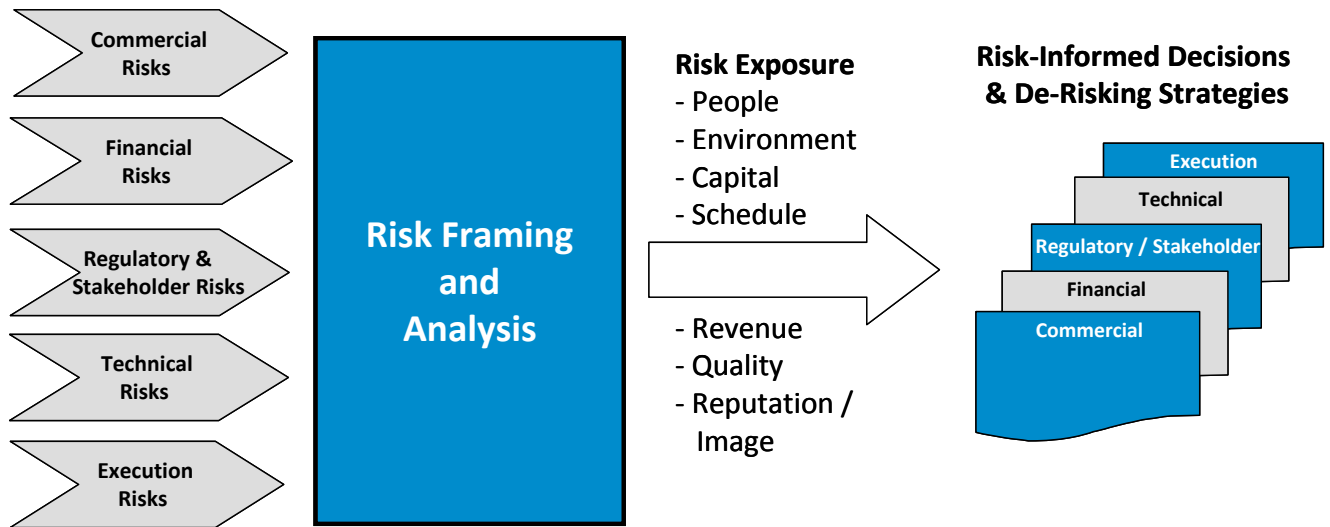 Commercial
Risks
Financial
Risks
Regulatory &
Stakeholder Risks
Technical
Risks
Execution
Risks
Risk Framing
and
Analysis
Risk Exposure
- People
- Environment
- Capital
- Schedule
- Revenue
- Quality
- Reputation /
Image
Risk-Informed Decisions
& De-Risking Strategies
Execution
Technical
Regulatory / Stakeholder
Financial
Commercial